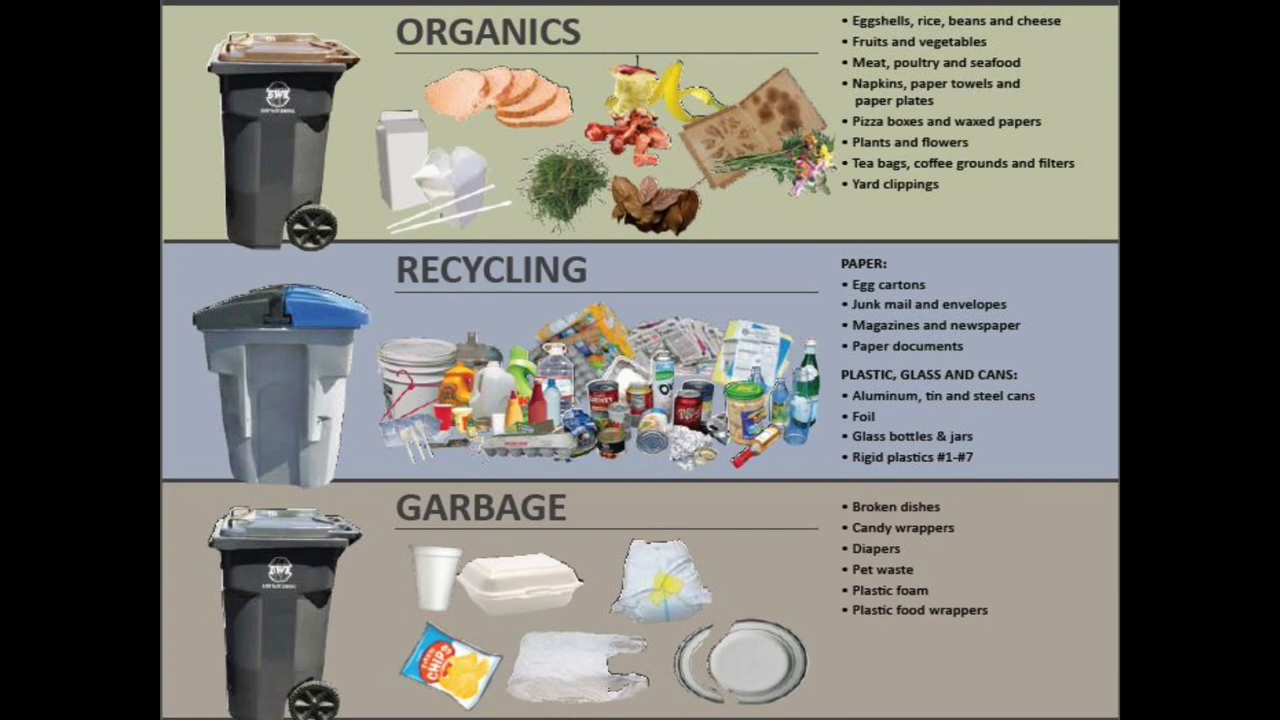 ORGANICS
• Eggshells, rice, beans and cheese
• Fruits and vegetables
• Meat, poultry and seafood
• Napkins, paper towels and
paper plates
• Pizza boxes and waxed papers
• Plants and flowers
• Tea bags, coffee grounds and filters
• Yard clippings
RECYCLING
PAPER:
• Egg cartons
• Junk mail and envelopes
• Magazines and newspaper
• Paper documents
PLASTIC, GLASS AND CANS:
• Aluminum, tin and steel cans
• Foil
• Glass bottles & jars
• Rigid plastics #1-#7
GARBAGE
• Broken dishes
• Candy wrappers
• Diapers
• Pet waste
• Plastic foam
• Plastic food wrappers
CHIPS